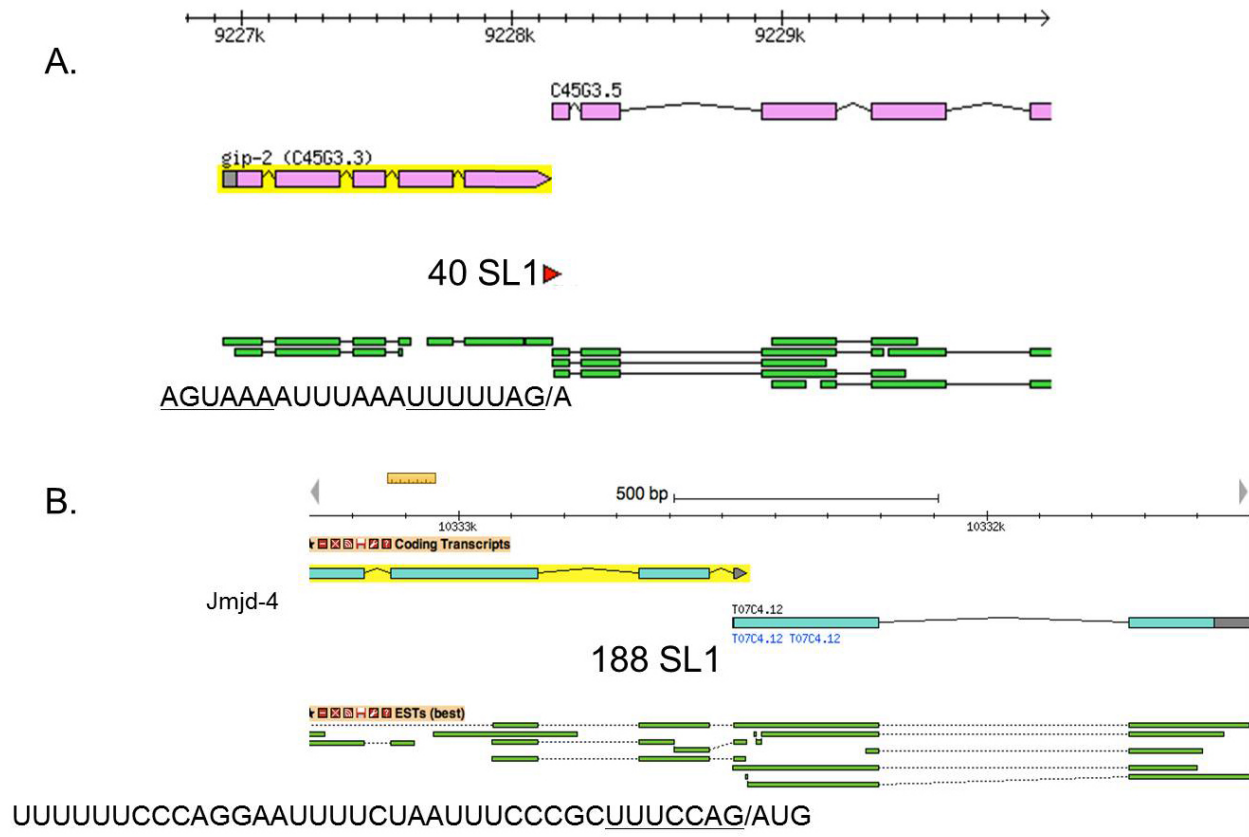 9227k 9228k 9229k
A.
C45G3.5
gip-2 (C45G3.3)
40 SL1
AGUAAAAUUUAAAUUUUUAG/A
B.
500 bp
10333k 10332k
Coding Transcripts
Jmjd-4
T07C4.12
T07C4.12 T07C4.12
188 SL1
ESTs (best)
UUUUUUCCCAGGAAUUUUCUAAUUUCCCGCUUUCCAG/AUG